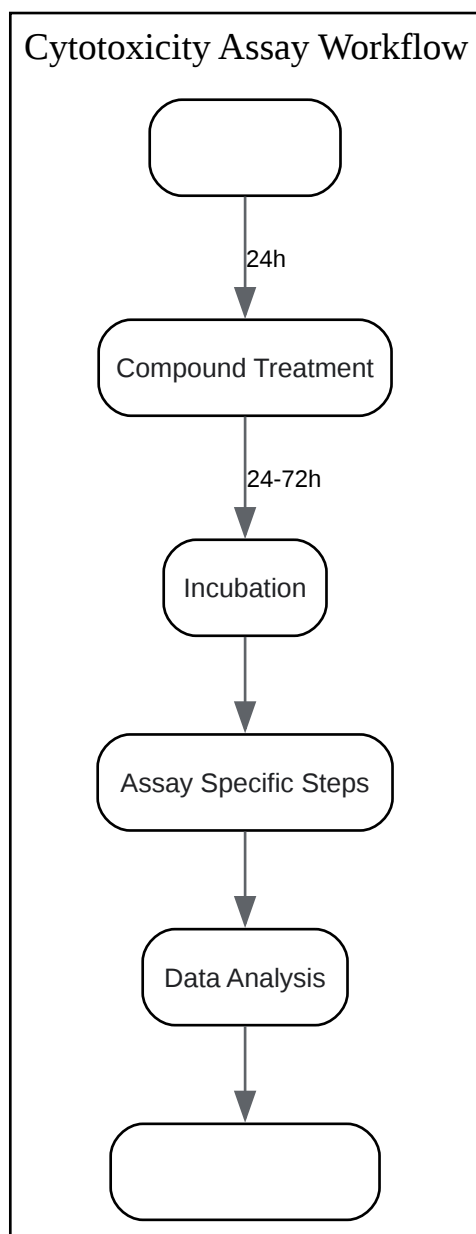 Cytotoxicity Assay Workflow
24h
Compound Treatment
24-72h
Incubation
Assay Specific Steps
Data Analysis